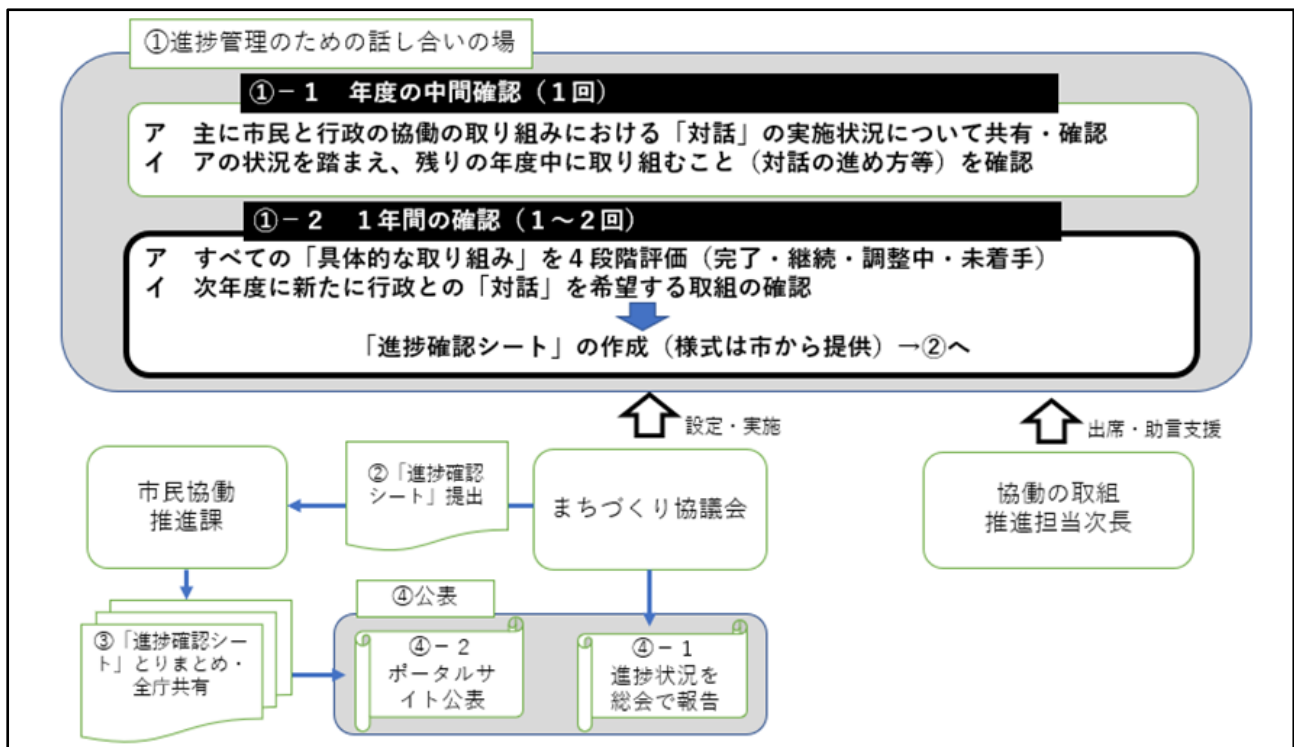 ①進捗管理のための話し合いの場
①－１　年度の中間確認（１回）
ア　主に市民と行政の協働の取り組みにおける「対話」の実施状況について共有・確認
イ　アの状況を踏まえ、残りの年度中に取り組むこと（対話の進め方等）を確認
①－２　１年間の確認（１～２回）
ア　すべての「具体的な取り組み」を４段階評価（完了・継続・調整中・未着手）
イ　次年度に新たに行政との「対話」を希望する取組の確認
「進捗確認シート」の作成（様式は市から提供）→②へ
設定・実施
出席・助言支援
市民協働
推進課
②「進捗確認
シート」提出
まちづくり協議会
協働の取組
推進担当次長
③「進捗確認シー
ト」とりまとめ・
全庁共有
④公表
④－２
ポータルサ
イト公表
④－１
進捗状況を
総会で報告